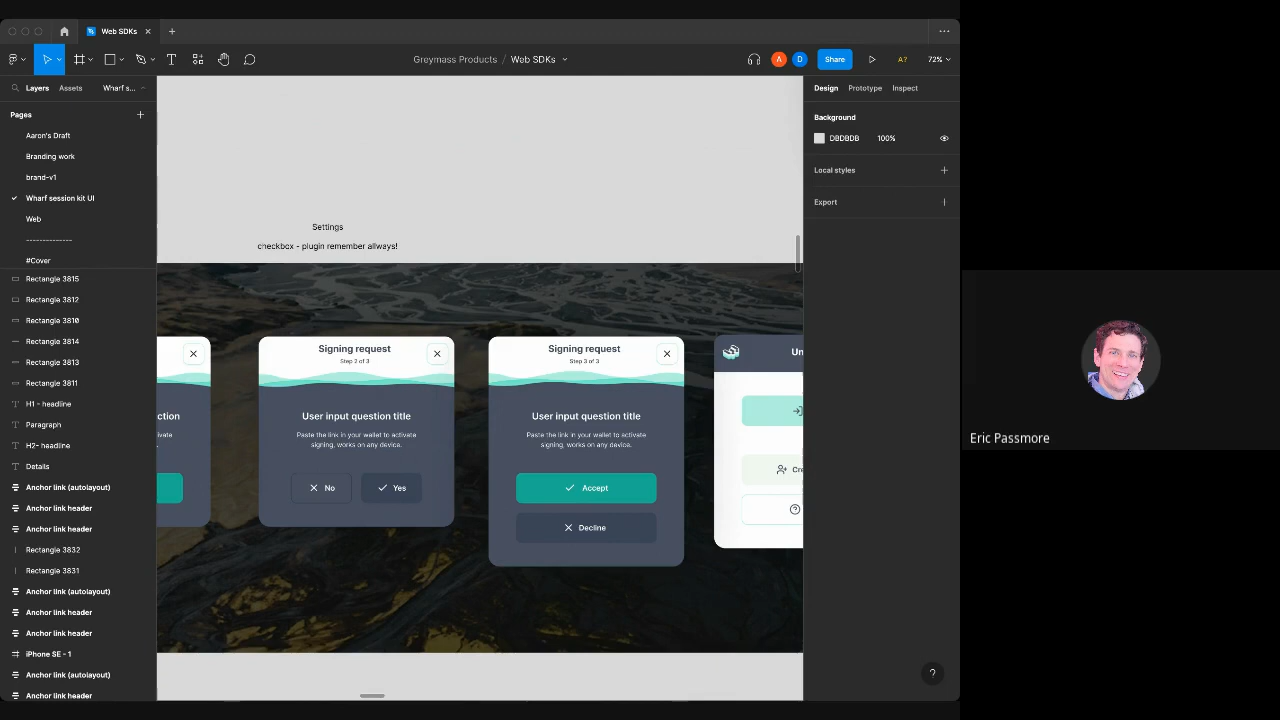 Web SDKs
Greymass Products / Web SDKs
A
D
Share
A?
72%
Layers
Assets
Wharf s...
Pages
Aaron's Draft
Branding work
brand-v1
Wharf session kit UI
Web
---------------
#Cover
Rectangle 3815
Rectangle 3812
Rectangle 3810
Rectangle 3814
Rectangle 3813
Rectangle 3811
H1 - headline
Paragraph
H2- headline
Details
Anchor link (autolayout)
Anchor link header
Anchor link header
Rectangle 3832
Rectangle 3831
Anchor link (autolayout)
Anchor link header
Anchor link header
iPhone SE - 1
Anchor link (autolayout)
Anchor link header
Settings
checkbox - plugin remember allways!
ction
ivate
.
Signing request
Step 2 of 3
User input question title
Paste the link in your wallet to activate
signing, works on any device.
No
Yes
Signing request
Step 3 of 3
User input question title
Paste the link in your wallet to activate
signing, works on any device.
Accept
Decline
Un
Cre
Design
Prototype
Inspect
Background
DBDBDB
100%
Local styles
Export
?
Eric Passmore